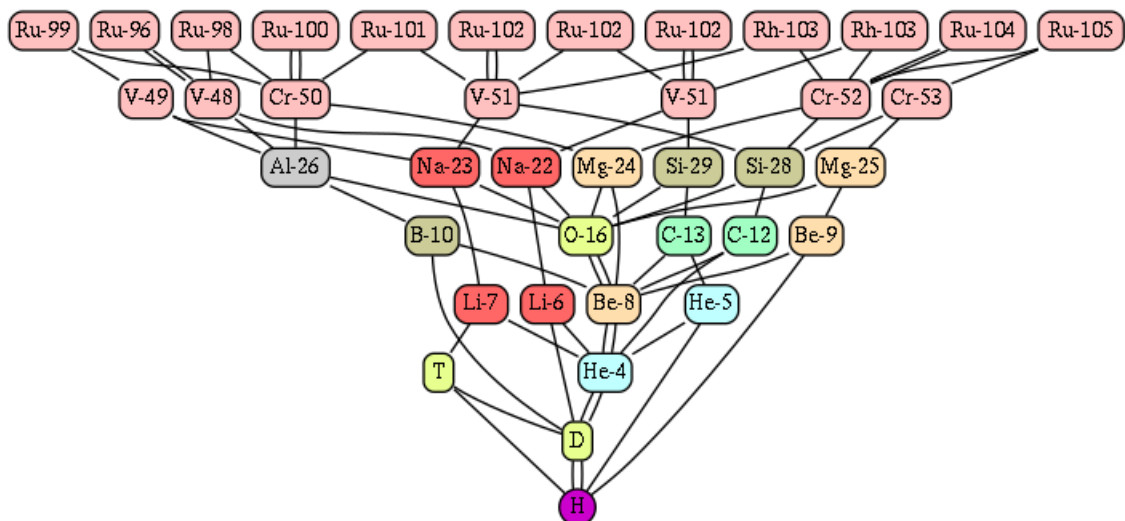 Ru-99 Ru-96 Ru-98 Ru-100 Ru-101 Ru-102 Ru-102 Ru-102 Rh-103 Rh-103 Ru-104 Ru-105
V-49 V-48 Cr-50 V-51 V-51 Cr-52 Cr-53
Al-26 Na-23 Na-22 Mg-24 Si-29 Si-28 Mg-25
B-10 O-16 C-13 C-12 Be-9
Li-7 Li-6 Be-8 He-5
T He-4
D
H